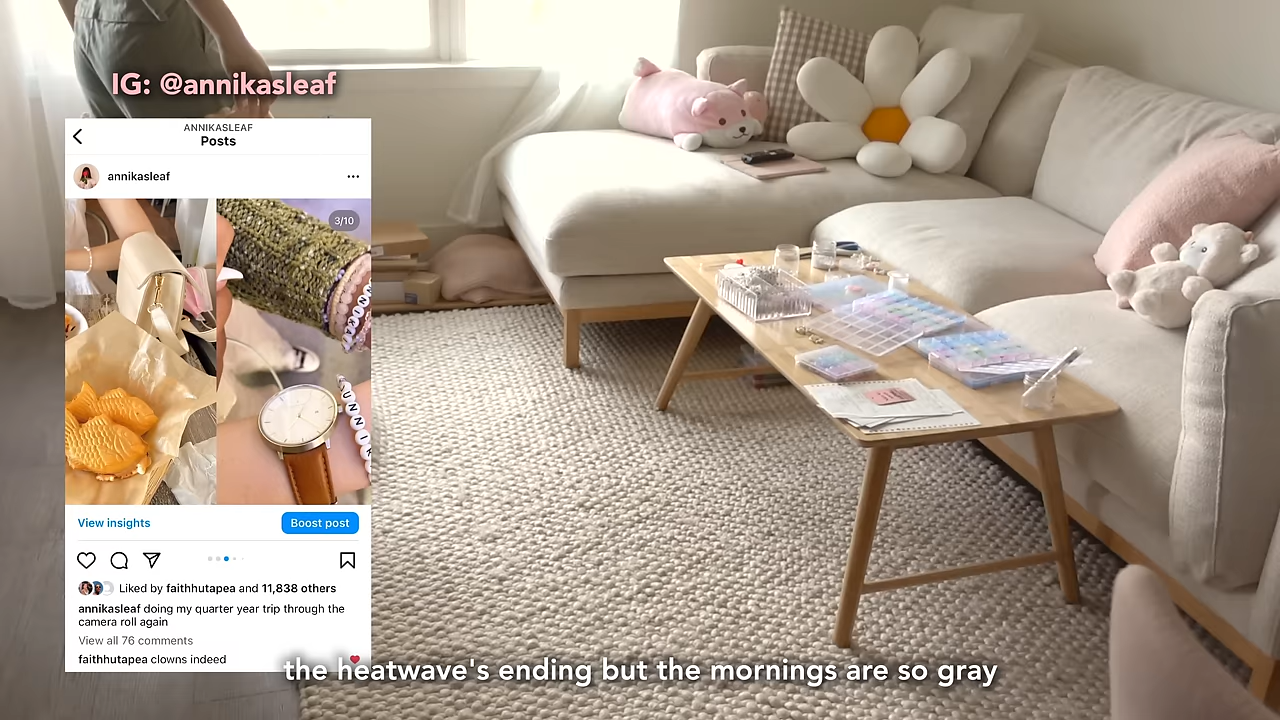 IG: @annikasleaf
ANNIKASLEAF
Posts
annikasleaf
3/10
View insights
Boost post
Liked by faithhutapea and 11,838 others
annikasleaf doing my quarter year trip through the
camera roll again
View all 76 comments
faithhutapea clowns indeed
the heatwave's ending but the mornings are so gray